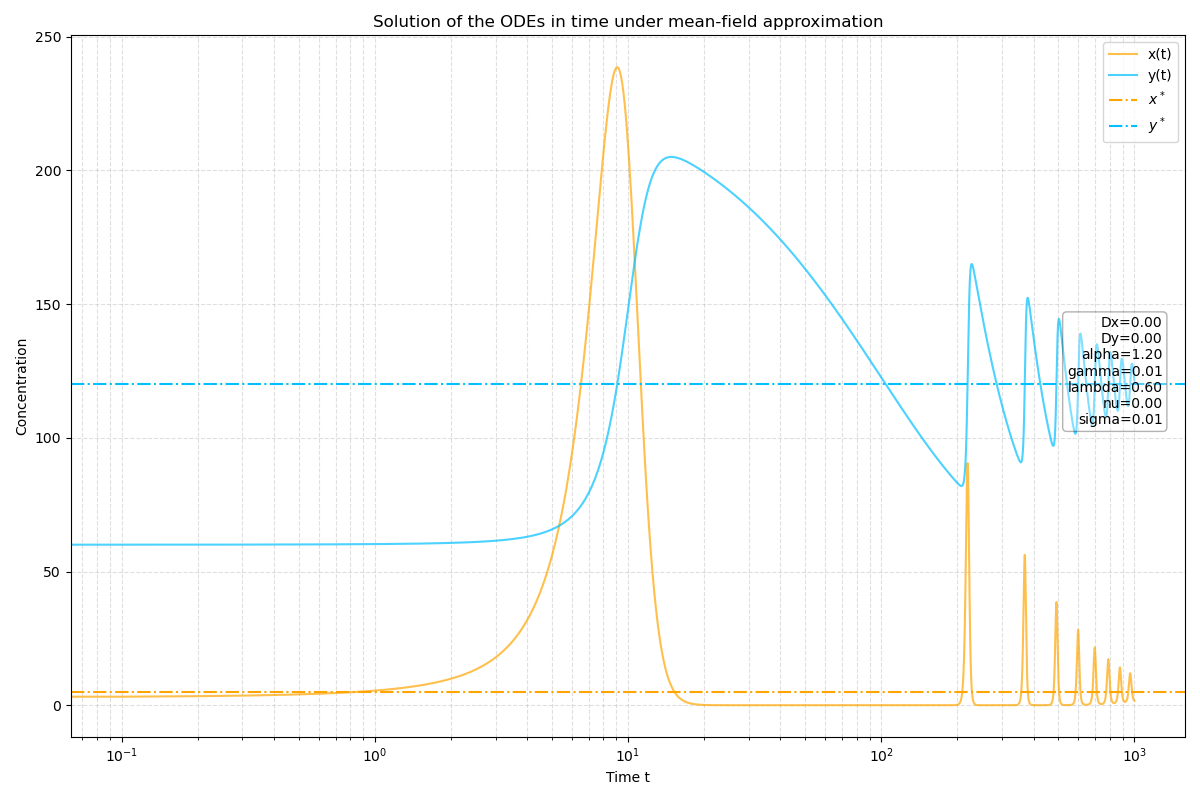 Solution of the ODEs in time under mean-field approximation
Concentration
250
200
150
100
50
0
x(t)
y(t)
x*
y*
Dx=0.00
Dy=0.00
alpha=1.20
gamma=0.01
lambda=0.60
nu=0.00
sigma=0.01
10⁻¹
10⁰
10¹
10²
10³
Time t